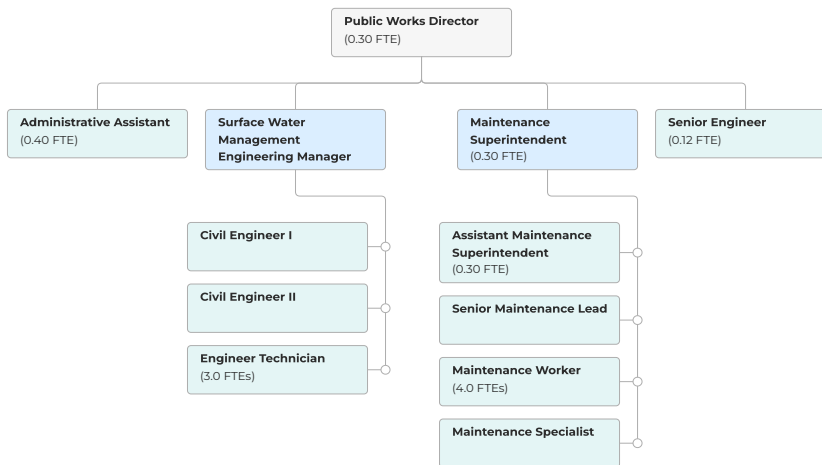 Public Works Director
(0.30 FTE)
Administrative Assistant
(0.40 FTE)
Surface Water
Management
Engineering Manager
Maintenance
Superintendent
(0.30 FTE)
Senior Engineer
(0.12 FTE)
Civil Engineer I
Civil Engineer II
Engineer Technician
(3.0 FTEs)
Assistant Maintenance
Superintendent
(0.30 FTE)
Senior Maintenance Lead
Maintenance Worker
(4.0 FTEs)
Maintenance Specialist